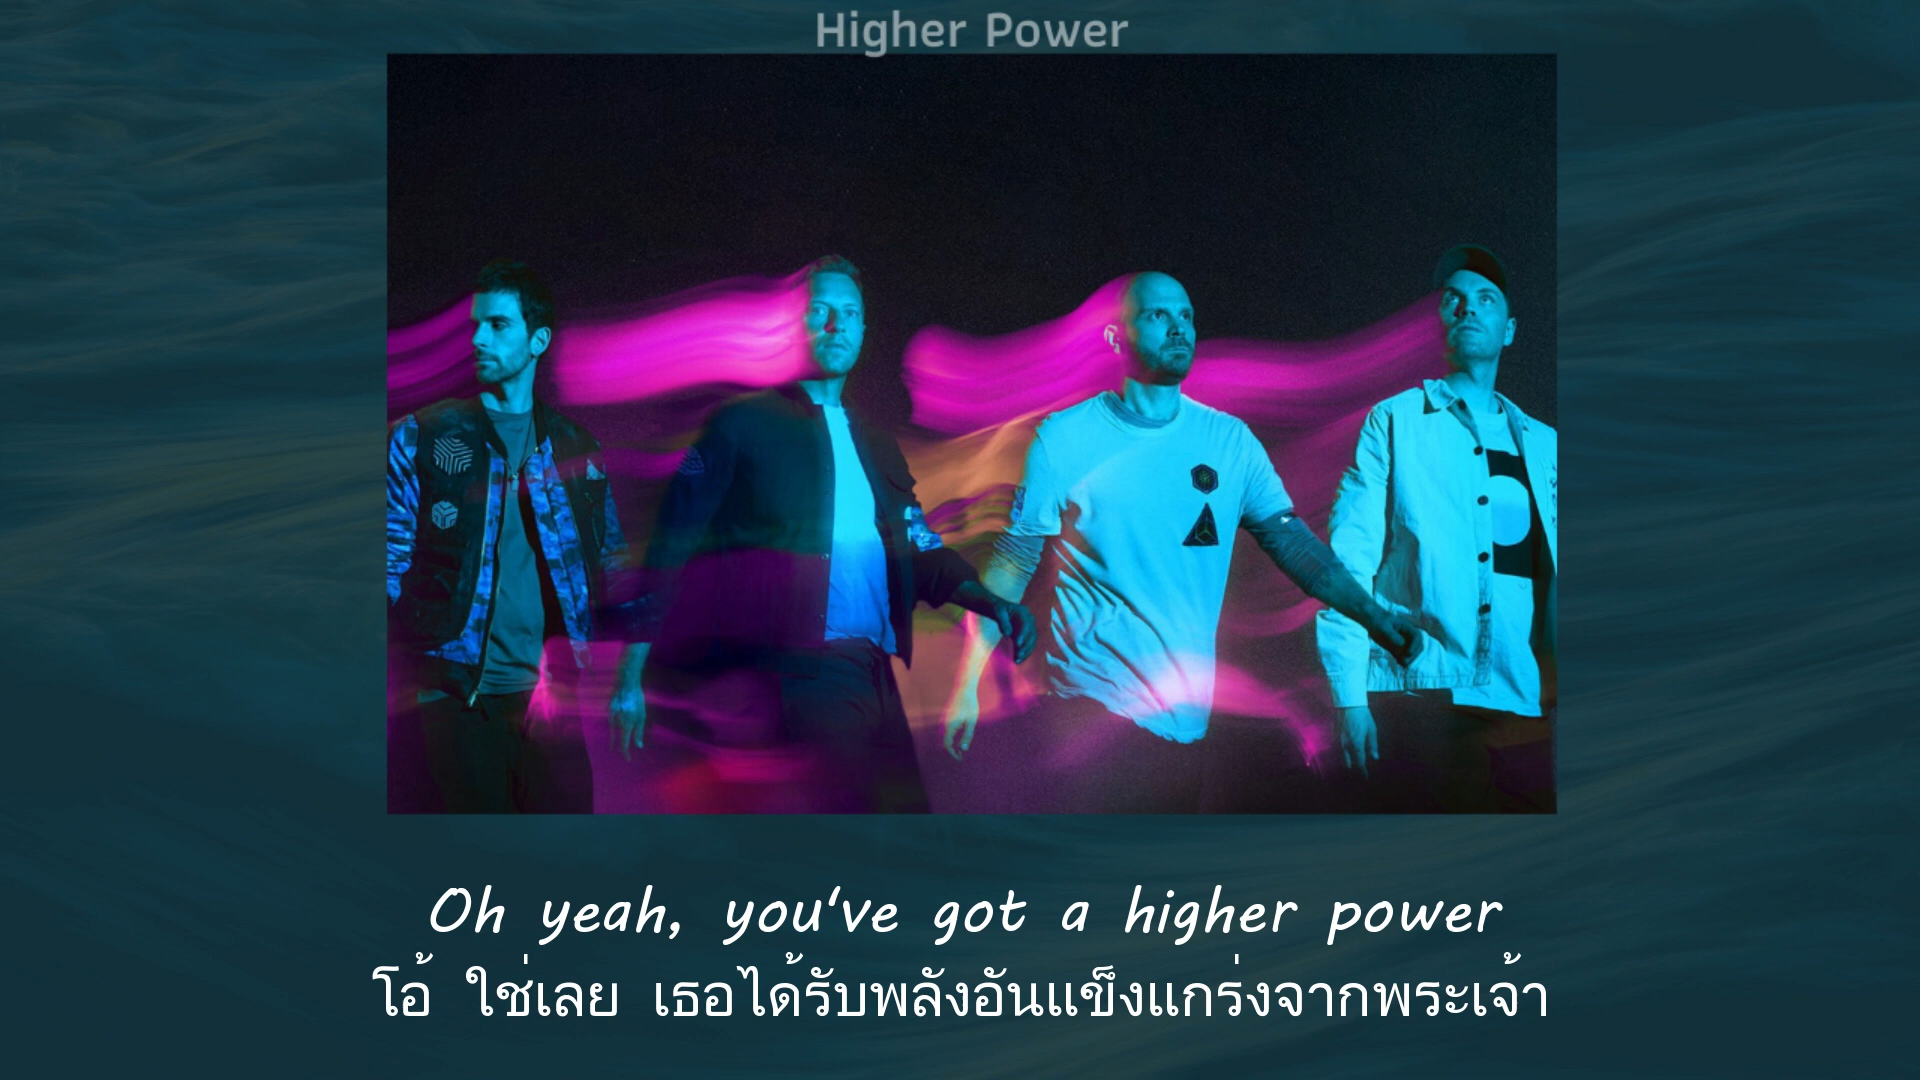 Higher Power
Oh yeah, you've got a higher power
โอ้ ใช่เลย เธอได้รับพลังอันแข็งแกร่งจากพระเจ้า